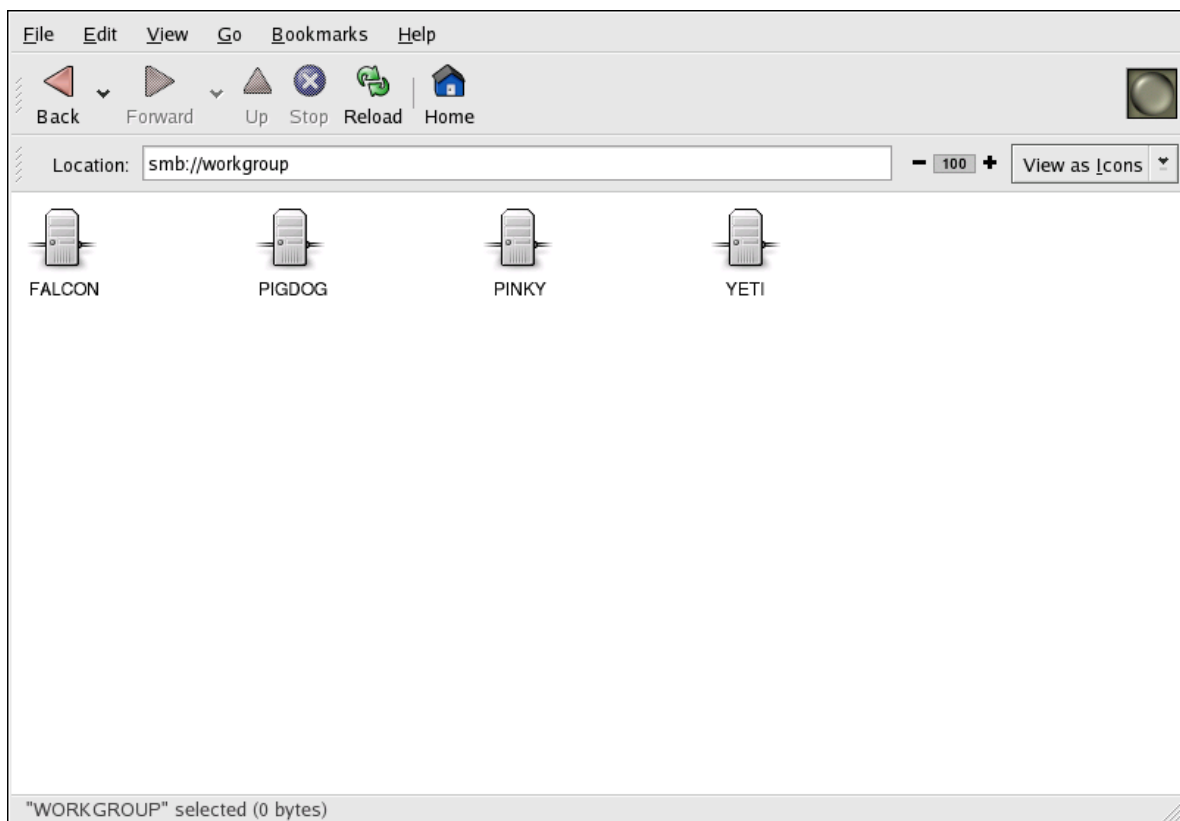 File Edit View Go Bookmarks Help
Back Forward Up Stop Reload Home
Location: smb://workgroup 100 View as Icons
FALCON PIGDOG PINKY YETI
"WORKGROUP" selected (0 bytes)